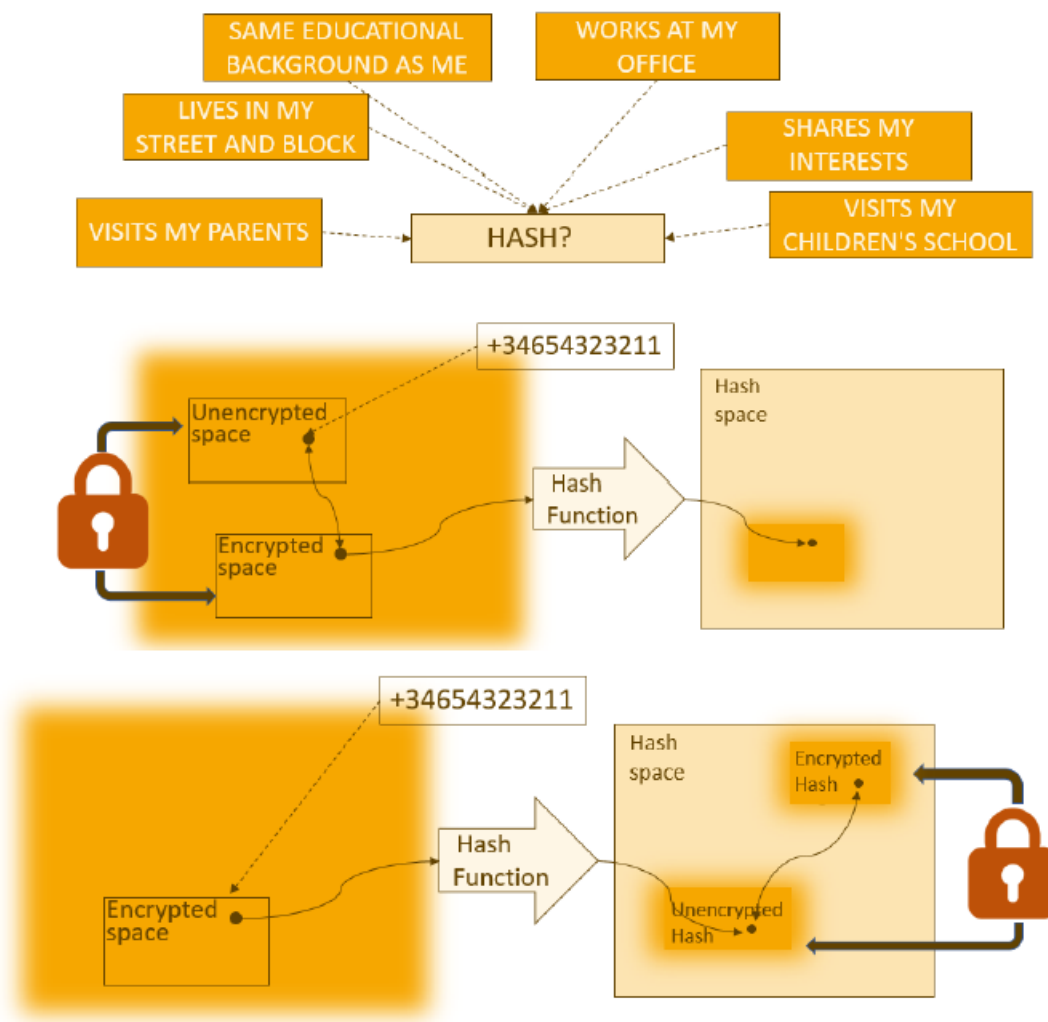 SAME EDUCATIONAL
BACKGROUND AS ME
WORKS AT MY
OFFICE
LIVES IN MY
STREET AND BLOCK
SHARES MY
INTERESTS
VISITS MY PARENTS
HASH?
VISITS MY
CHILDREN'S SCHOOL
+34654323211
Unencrypted
space
Hash
space
Hash
Function
Encrypted
space
+34654323211
Hash
space
Encrypted
Hash
Hash
Function
Encrypted
space
Unencrypted
Hash